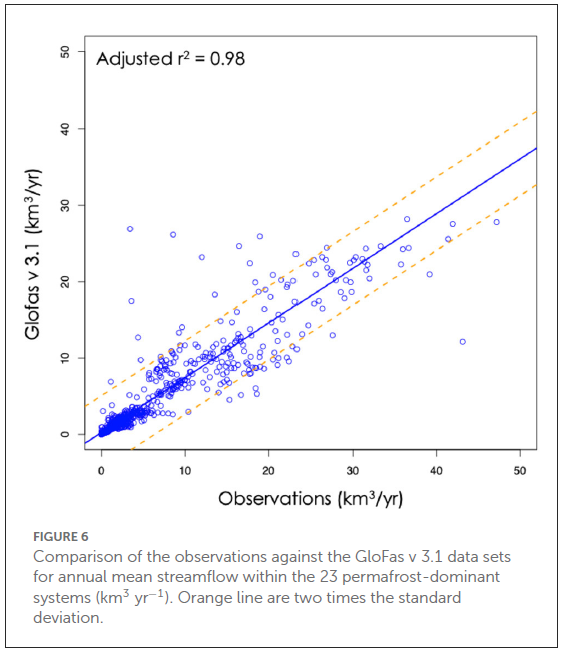 Adjusted r² = 0.98
50
40
30
20
10
0
Glofas v 3.1 (km³/yr)
0 10 20 30 40 50
Observations (km³/yr)
FIGURE 6
Comparison of the observations against the GloFas v 3.1 data sets
for annual mean streamflow within the 23 permafrost-dominant
systems (km³ yr⁻¹). Orange line are two times the standard
deviation.